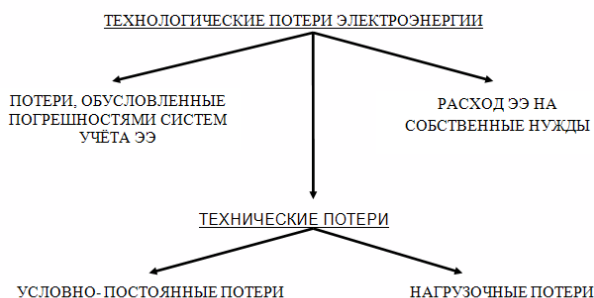 ТЕХНОЛОГИЧЕСКИЕ ПОТЕРИ ЭЛЕКТРОЭНЕРГИИ
ПОТЕРИ, ОБУСЛОВЛЕННЫЕ
ПОГРЕШНОСТЯМИ СИСТЕМ
УЧЁТА ЭЭ
РАСХОД ЭЭ НА
СОБСТВЕННЫЕ НУЖДЫ
ТЕХНИЧЕСКИЕ ПОТЕРИ
УСЛОВНО- ПОСТОЯННЫЕ ПОТЕРИ
НАГРУЗОЧНЫЕ ПОТЕРИ